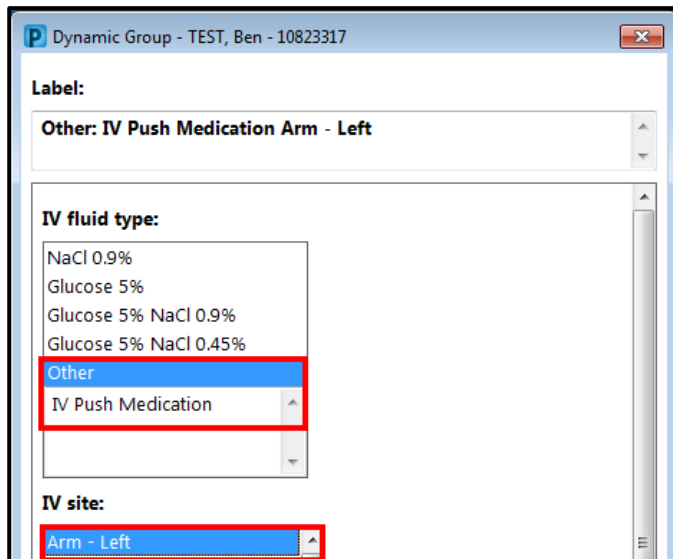 P Dynamic Group - TEST, Ben - 10823317
Label:
Other: IV Push Medication Arm - Left
IV fluid type:
NaCl 0.9%
Glucose 5%
Glucose 5% NaCl 0.9%
Glucose 5% NaCl 0.45%
Other
IV Push Medication
IV site:
Arm - Left